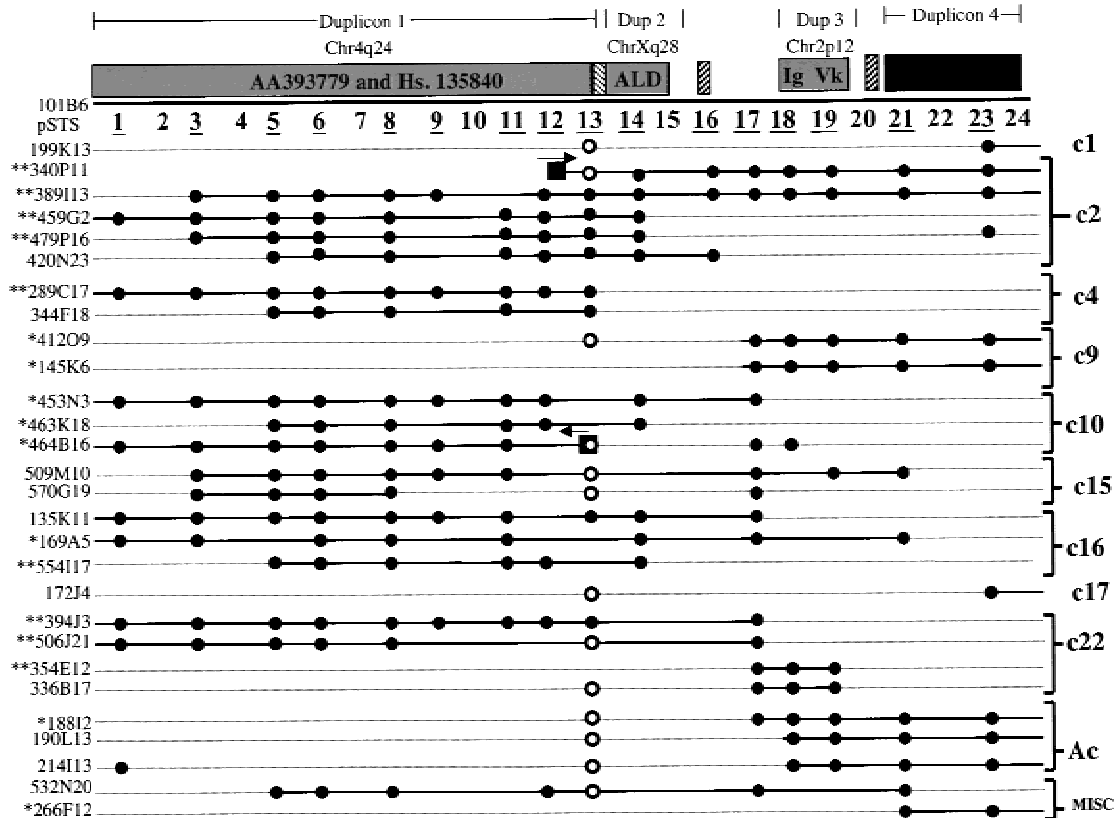 Duplicon 1 Dup 2 Dup 3 Duplicon 4
Chr4q24 ChrXq28 Chr2p12
AA393779 and Hs. 135840 ALD Ig Vk
101B6
pSTS 1 2 3 4 5 6 7 8 9 10 11 12 13 14 15 16 17 18 19 20 21 22 23 24
199K13 c1
**340P11
**389I13
**459G2 c2
**479P16
420N23
**289C17 c4
344F18
*412O9 c9
*145K6
*453N3
*463K18 c10
*464B16
509M10 c15
570G19
135K11
*169A5 c16
**554I17
172J4 c17
**394J3
**506J21 c22
**354E12
336B17
*188I2
190L13 Ac
214I13
532N20 MISC
*266F12